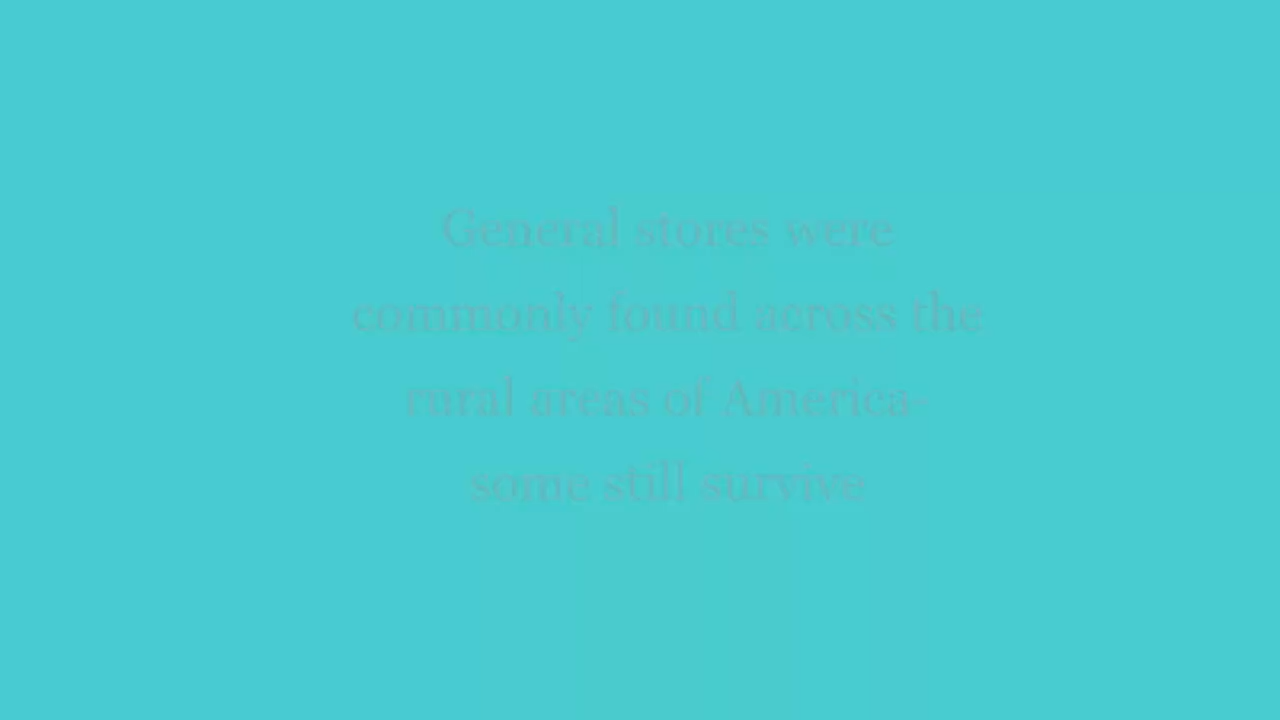 General stores were
commonly found across the
rural areas of America-
some still survive